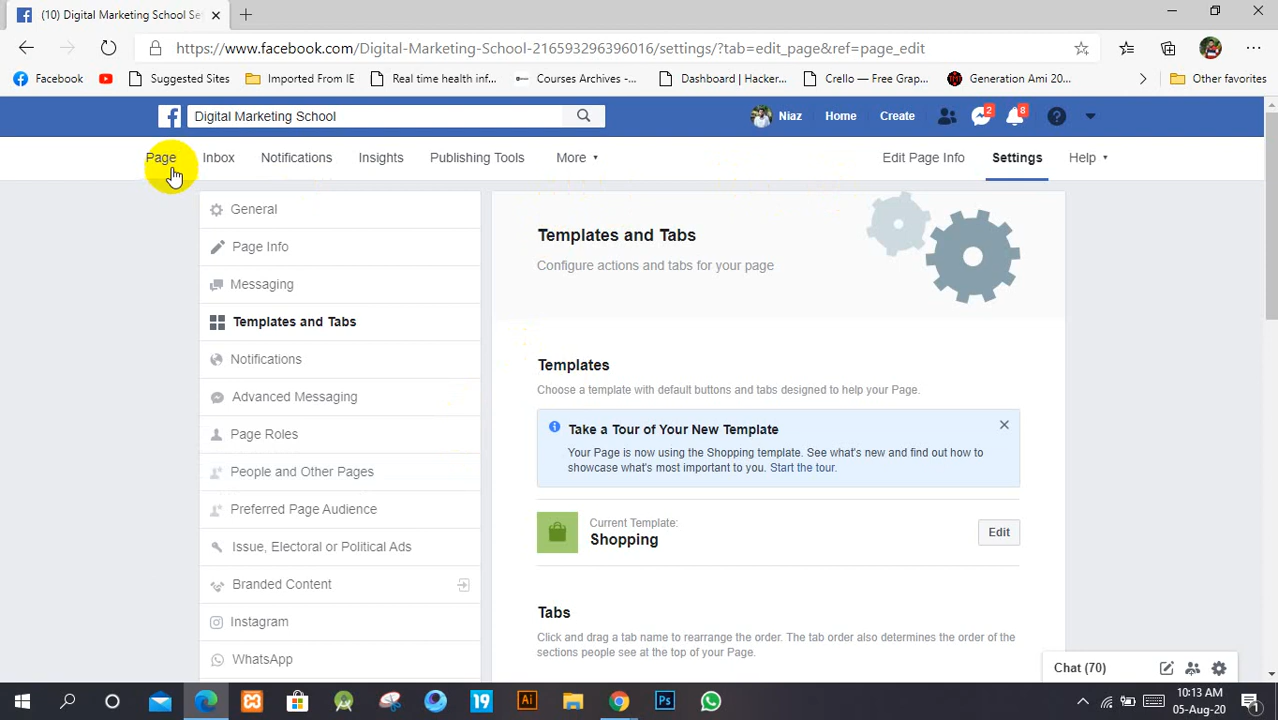 (10) Digital Marketing School Se
https://www.facebook.com/Digital-Marketing-School-216593296396016/settings/?tab=edit_page&ref=page_edit
Facebook
Suggested Sites
Imported From IE
Real time health inf...
Courses Archives -...
Dashboard | Hacker...
Crello — Free Grap...
Generation Ami 20...
Other favorites
Digital Marketing School
Niaz
Home
Create
2
8
Page
Inbox
Notifications
Insights
Publishing Tools
More
Edit Page Info
Settings
Help
General
Page Info
Messaging
Templates and Tabs
Notifications
Advanced Messaging
Page Roles
People and Other Pages
Preferred Page Audience
Issue, Electoral or Political Ads
Branded Content
Instagram
WhatsApp
Templates and Tabs
Configure actions and tabs for your page
Templates
Choose a template with default buttons and tabs designed to help your Page.
Take a Tour of Your New Template
Your Page is now using the Shopping template. See what's new and find out how to
showcase what's most important to you. Start the tour.
Current Template:
Shopping
Edit
Tabs
Click and drag a tab name to rearrange the order. The tab order also determines the order of the
sections people see at the top of your Page.
Chat (70)
19
Ai
Ps
10:13 AM
05-Aug-20
1